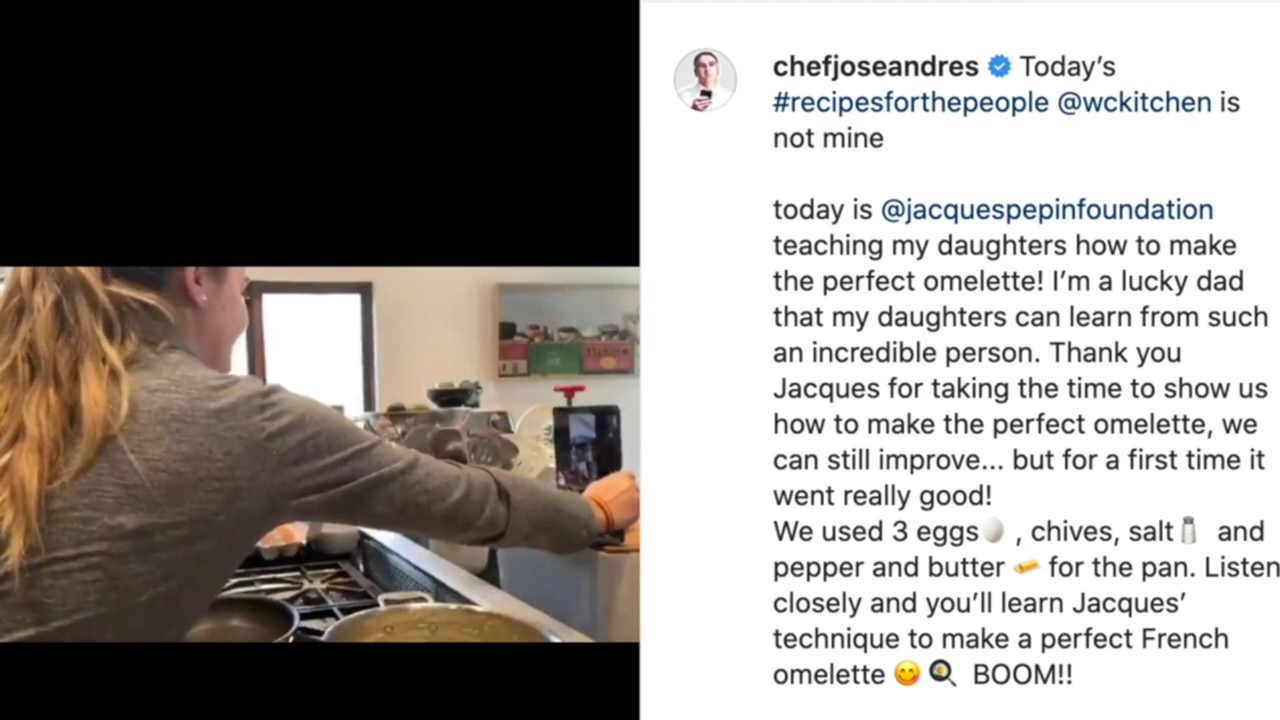 chefjoseandres Today’s
#recipesforthepeople @wckitchen is
not mine
today is @jacquespepinfoundation
teaching my daughters how to make
the perfect omelette! I’m a lucky dad
that my daughters can learn from such
an incredible person. Thank you
Jacques for taking the time to show us
how to make the perfect omelette, we
can still improve... but for a first time it
went really good!
We used 3 eggs🥚 , chives, salt🧂 and
pepper and butter 🧈 for the pan. Listen
closely and you’ll learn Jacques’
technique to make a perfect French
omelette 😋 🍳 BOOM!!